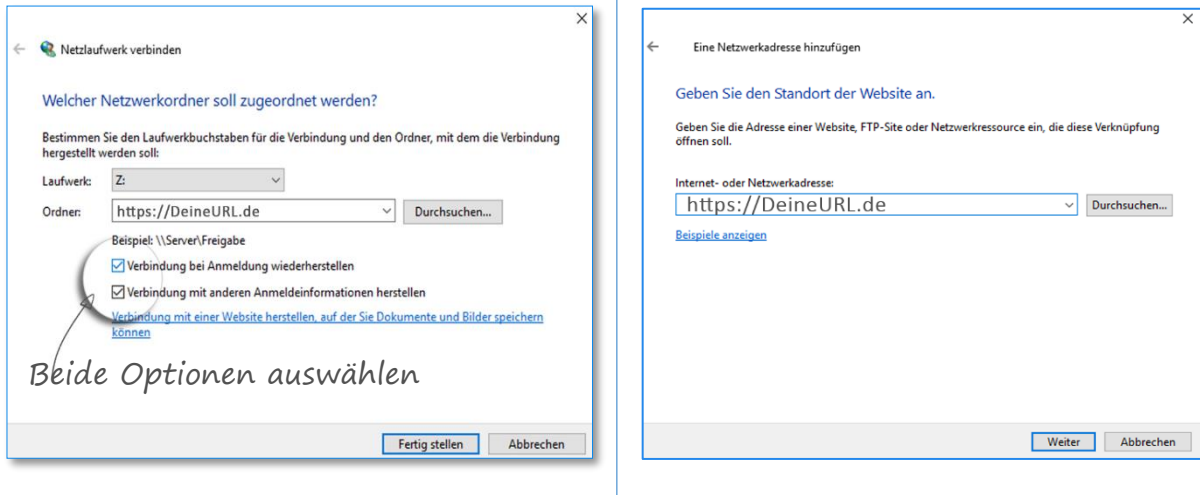 Netzlaufwerk verbinden
Welcher Netzwerkordner soll zugeordnet werden?
Bestimmen Sie den Laufwerkbuchstaben für die Verbindung und den Ordner, mit dem die Verbindung
hergestellt werden soll:
Laufwerk: Z:
Ordner: https://DeineURL.de Durchsuchen...
Beispiel: \\Server\Freigabe
Verbindung bei Anmeldung wiederherstellen
Verbindung mit anderen Anmeldeinformationen herstellen
Verbindung mit einer Website herstellen, auf der Sie Dokumente und Bilder speichern
können
Beide Optionen auswählen
Fertig stellen Abbrechen
Eine Netzwerkadresse hinzufügen
Geben Sie den Standort der Website an.
Geben Sie die Adresse einer Website, FTP-Site oder Netzwerkressource ein, die diese Verknüpfung
öffnen soll.
Internet- oder Netzwerkadresse:
https://DeineURL.de Durchsuchen...
Beispiele anzeigen
Weiter Abbrechen